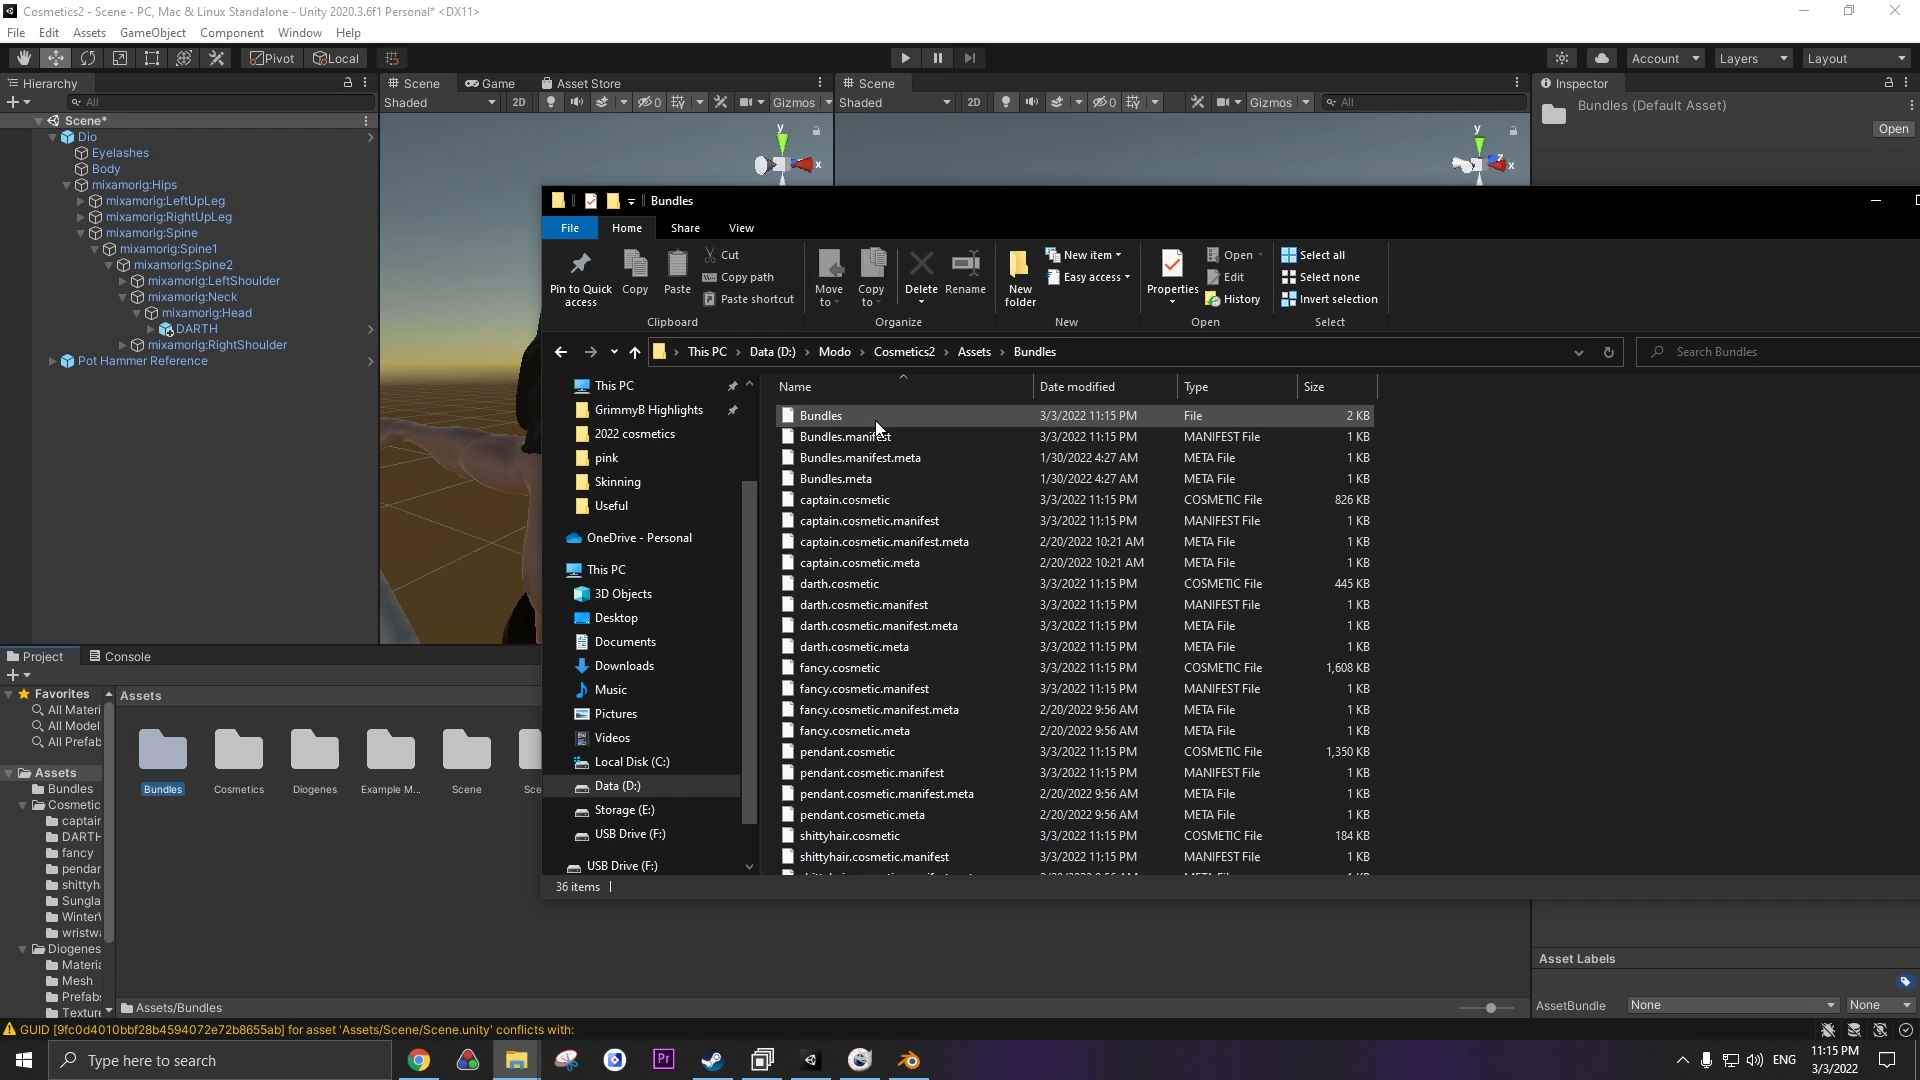 Cosmetics2 - Scene - PC, Mac & Linux Standalone - Unity 2020.3.6f1 Personal* <DX11>
File Edit Assets GameObject Component Window Help
Pivot Local
Account Layers Layout
Hierarchy
All
Scene*
Dio
Eyelashes
Body
mixamorig:Hips
mixamorig:LeftUpLeg
mixamorig:RightUpLeg
mixamorig:Spine
mixamorig:Spine1
mixamorig:Spine2
mixamorig:LeftShoulder
mixamorig:Neck
mixamorig:Head
DARTH
mixamorig:RightShoulder
Pot Hammer Reference
Scene Game Asset Store
Shaded 2D 0 Gizmos
y
x
Scene
Shaded 2D 0 Gizmos All
y
z
x
Inspector
Bundles (Default Asset)
Open
Bundles
File Home Share View
Pin to Quick access
Copy
Paste
Cut
Copy path
Paste shortcut
Clipboard
Move to
Copy to
Delete
Rename
Organize
New folder
New item
Easy access
New
Properties
Open
Edit
History
Open
Select all
Select none
Invert selection
Select
This PC > Data (D:) > Modo > Cosmetics2 > Assets > Bundles
Search Bundles
This PC
GrimmyB Highlights
2022 cosmetics
pink
Skinning
Useful
OneDrive - Personal
This PC
3D Objects
Desktop
Documents
Downloads
Music
Pictures
Videos
Local Disk (C:)
Data (D:)
Storage (E:)
USB Drive (F:)
USB Drive (F:)
Name Date modified Type Size
Bundles 3/3/2022 11:15 PM File 2 KB
Bundles.manifest 3/3/2022 11:15 PM MANIFEST File 1 KB
Bundles.manifest.meta 1/30/2022 4:27 AM META File 1 KB
Bundles.meta 1/30/2022 4:27 AM META File 1 KB
captain.cosmetic 3/3/2022 11:15 PM COSMETIC File 826 KB
captain.cosmetic.manifest 3/3/2022 11:15 PM MANIFEST File 1 KB
captain.cosmetic.manifest.meta 2/20/2022 10:21 AM META File 1 KB
captain.cosmetic.meta 2/20/2022 10:21 AM META File 1 KB
darth.cosmetic 3/3/2022 11:15 PM COSMETIC File 445 KB
darth.cosmetic.manifest 3/3/2022 11:15 PM MANIFEST File 1 KB
darth.cosmetic.manifest.meta 3/3/2022 11:15 PM META File 1 KB
darth.cosmetic.meta 3/3/2022 11:15 PM META File 1 KB
fancy.cosmetic 3/3/2022 11:15 PM COSMETIC File 1,608 KB
fancy.cosmetic.manifest 3/3/2022 11:15 PM MANIFEST File 1 KB
fancy.cosmetic.manifest.meta 2/20/2022 9:56 AM META File 1 KB
fancy.cosmetic.meta 2/20/2022 9:56 AM META File 1 KB
pendant.cosmetic 3/3/2022 11:15 PM COSMETIC File 1,350 KB
pendant.cosmetic.manifest 3/3/2022 11:15 PM MANIFEST File 1 KB
pendant.cosmetic.manifest.meta 2/20/2022 9:56 AM META File 1 KB
pendant.cosmetic.meta 2/20/2022 9:56 AM META File 1 KB
shittyhair.cosmetic 3/3/2022 11:15 PM COSMETIC File 184 KB
shittyhair.cosmetic.manifest 3/3/2022 11:15 PM MANIFEST File 1 KB
36 items
Project Console
Favorites
All Materi
All Model
All Prefab
Assets
Bundles
Cosmetic
captair
DARTH
fancy
pendar
shittyh
Sungla
Winter
wristwa
Diogenes
Materia
Mesh
Prefab
Texture
Assets
Bundles Cosmetics Diogenes Example M... Scene Sce
Assets/Bundles
Asset Labels
AssetBundle None None
GUID [9fc0d4010bbf28b4594072e72b8655ab] for asset 'Assets/Scene/Scene.unity' conflicts with:
Type here to search
Pr
ENG
11:15 PM
3/3/2022